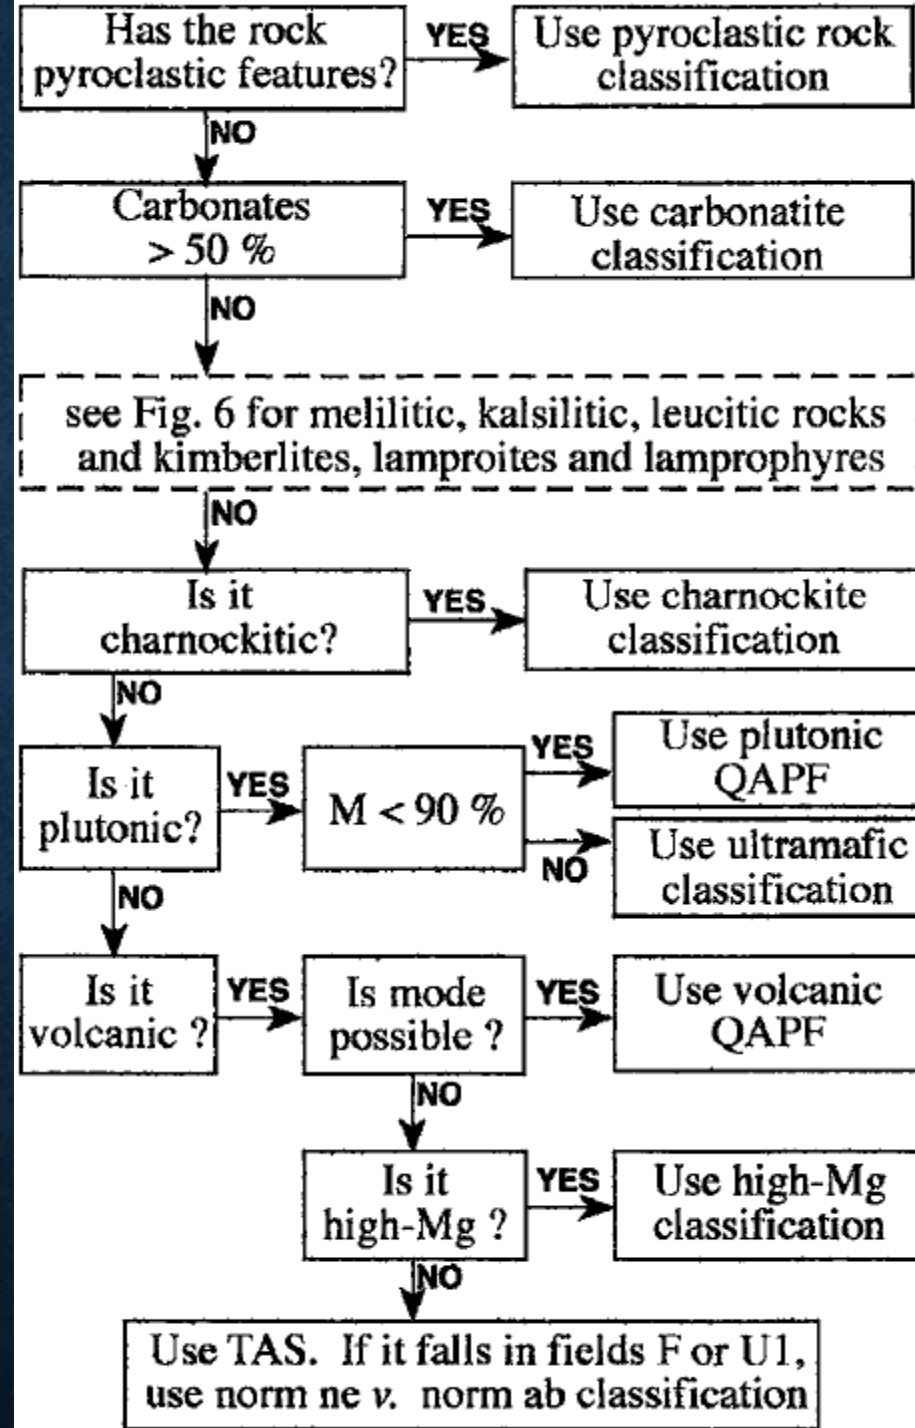 Has the rock
pyroclastic features?
YES
Use pyroclastic rock
classification
NO
Carbonates
> 50 %
YES
Use carbonatite
classification
NO
see Fig. 6 for melilitic, kalsilitic, leucitic rocks
and kimberlites, lamproites and lamprophyres
NO
Is it
charnockitic?
YES
Use charnockite
classification
NO
Is it
plutonic?
YES
M < 90 %
YES
Use plutonic
QAPF
NO
Use ultramafic
classification
NO
Is it
volcanic ?
YES
Is mode
possible ?
YES
Use volcanic
QAPF
NO
Is it
high-Mg ?
YES
Use high-Mg
classification
NO
Use TAS. If it falls in fields F or U1,
use norm ne v. norm ab classification